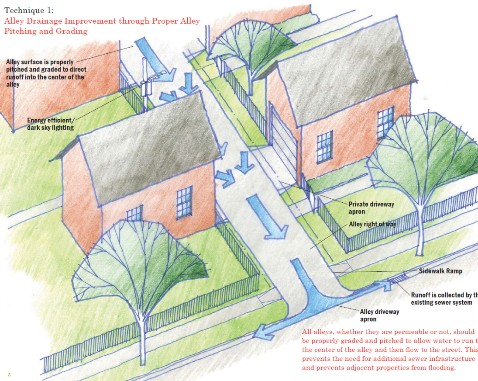 Technique 1:
Alley Drainage Improvement through Proper Alley
Pitching and Grading
Alley surface is properly
pitched and graded to direct
runoff into the center of the
alley
Energy efficient/
dark sky lighting
Private driveway
apron
Alley right of way
Sidewalk Ramp
Runoff is collected by th
existing sewer system
Alley driveway
apron
All alleys, whether they are permeable or not, should
be properly graded and pitched to allow water to run t
the center of the alley and then flow to the street. This
prevents the need for additional sewer infrastructure
and prevents adjacent properties from flooding.